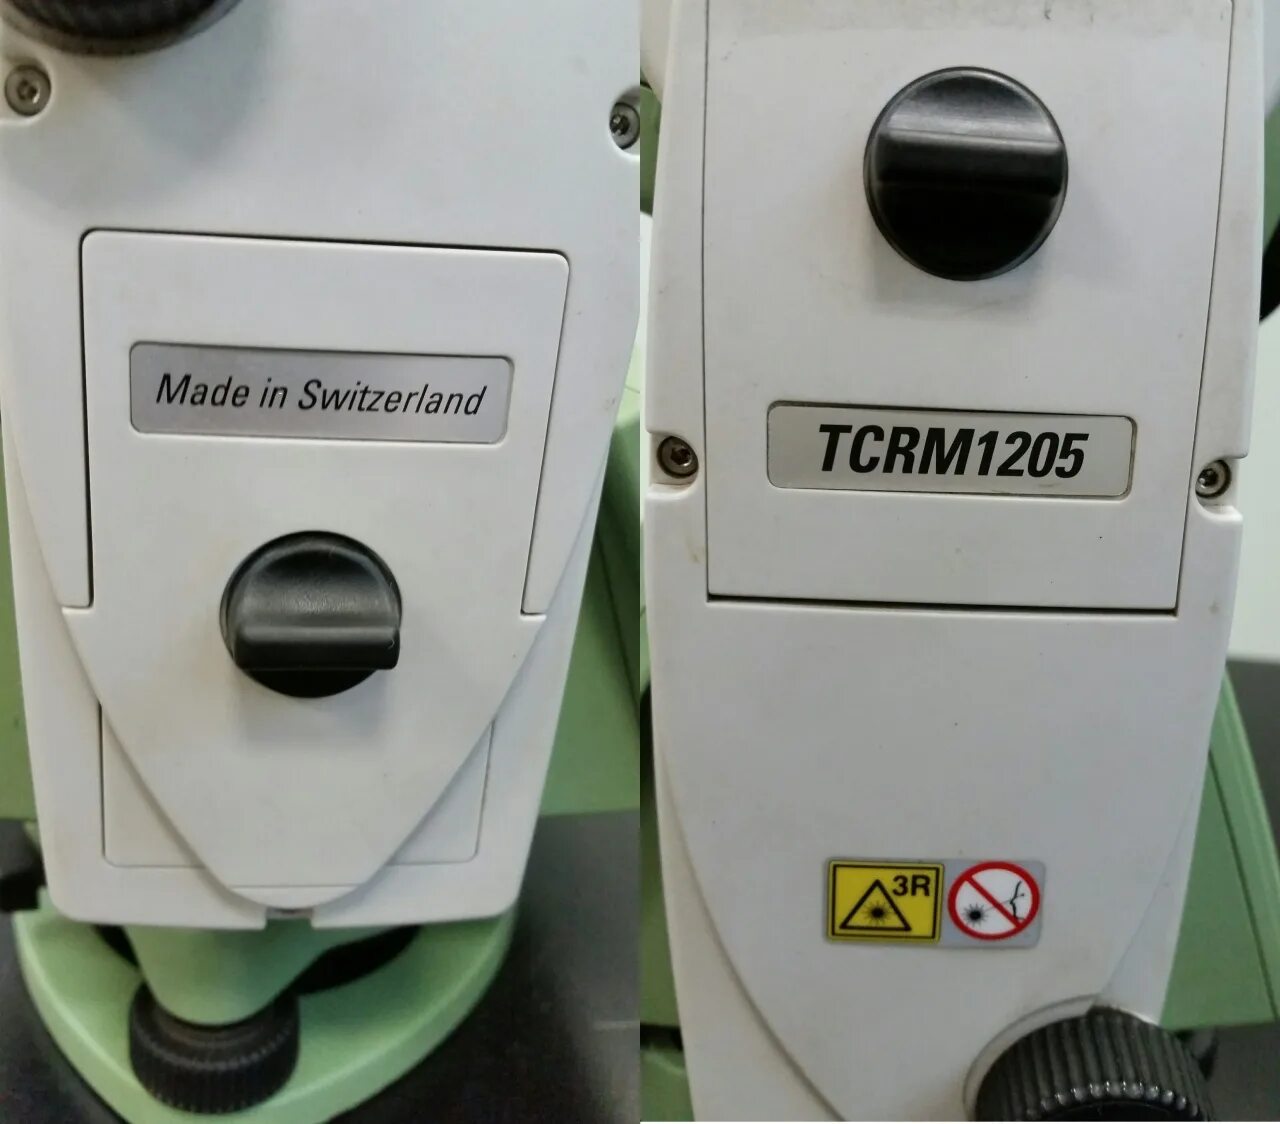 Made in Switzerland
TCRM1205
3R